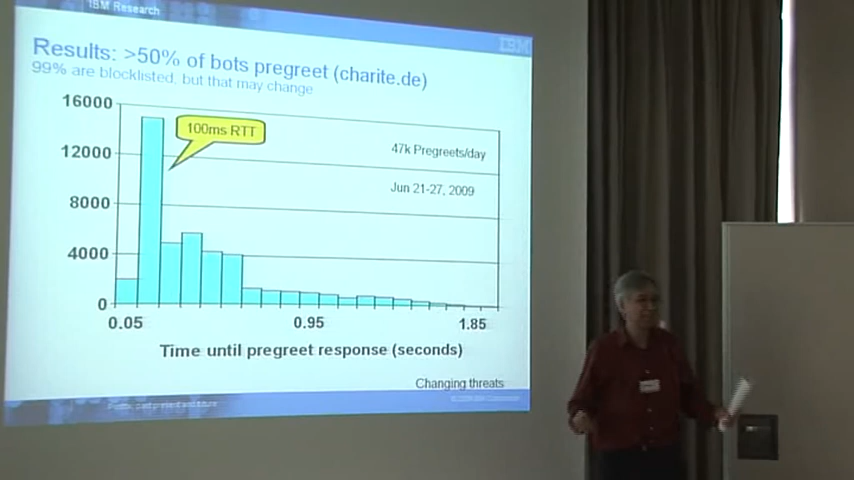 IBM Research
IBM
Results: >50% of bots pregreet (charite.de)
99% are blocklisted, but that may change
16000
100ms RTT
12000
47k Pregreets/day
Jun 21-27, 2009
8000
4000
0
0.05 0.95 1.85
Time until pregreet response (seconds)
Changing threats